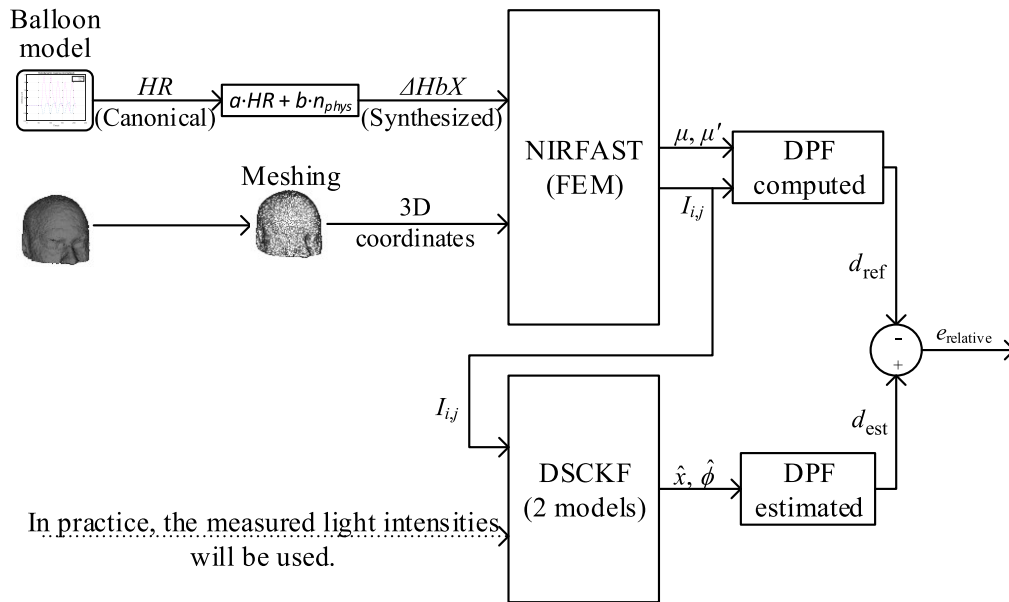 Balloon
model
HR
(Canonical)
a·HR + b·n_phys
ΔHbX
(Synthesized)
NIRFAST
(FEM)
μ, μ′
I_i,j
DPF
computed
Meshing
3D
coordinates
d_ref
-
+
e_relative
I_i,j
DSCKF
(2 models)
x̂, ϕ̂
DPF
estimated
d_est
In practice, the measured light intensities
will be used.